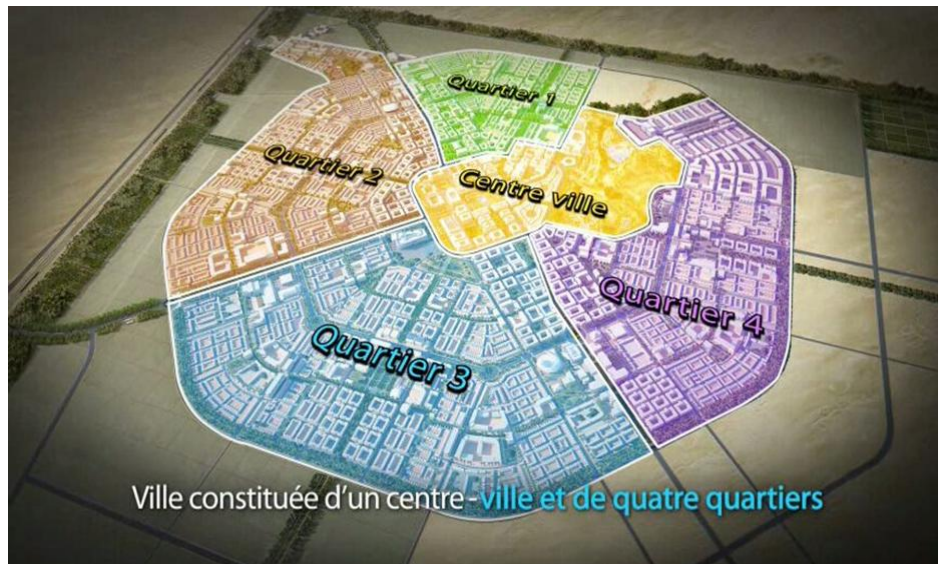 Quartier 1
Quartier 2
Centre ville
Quartier 4
Quartier 3
Ville constituée d'un centre-ville et de quatre quartiers